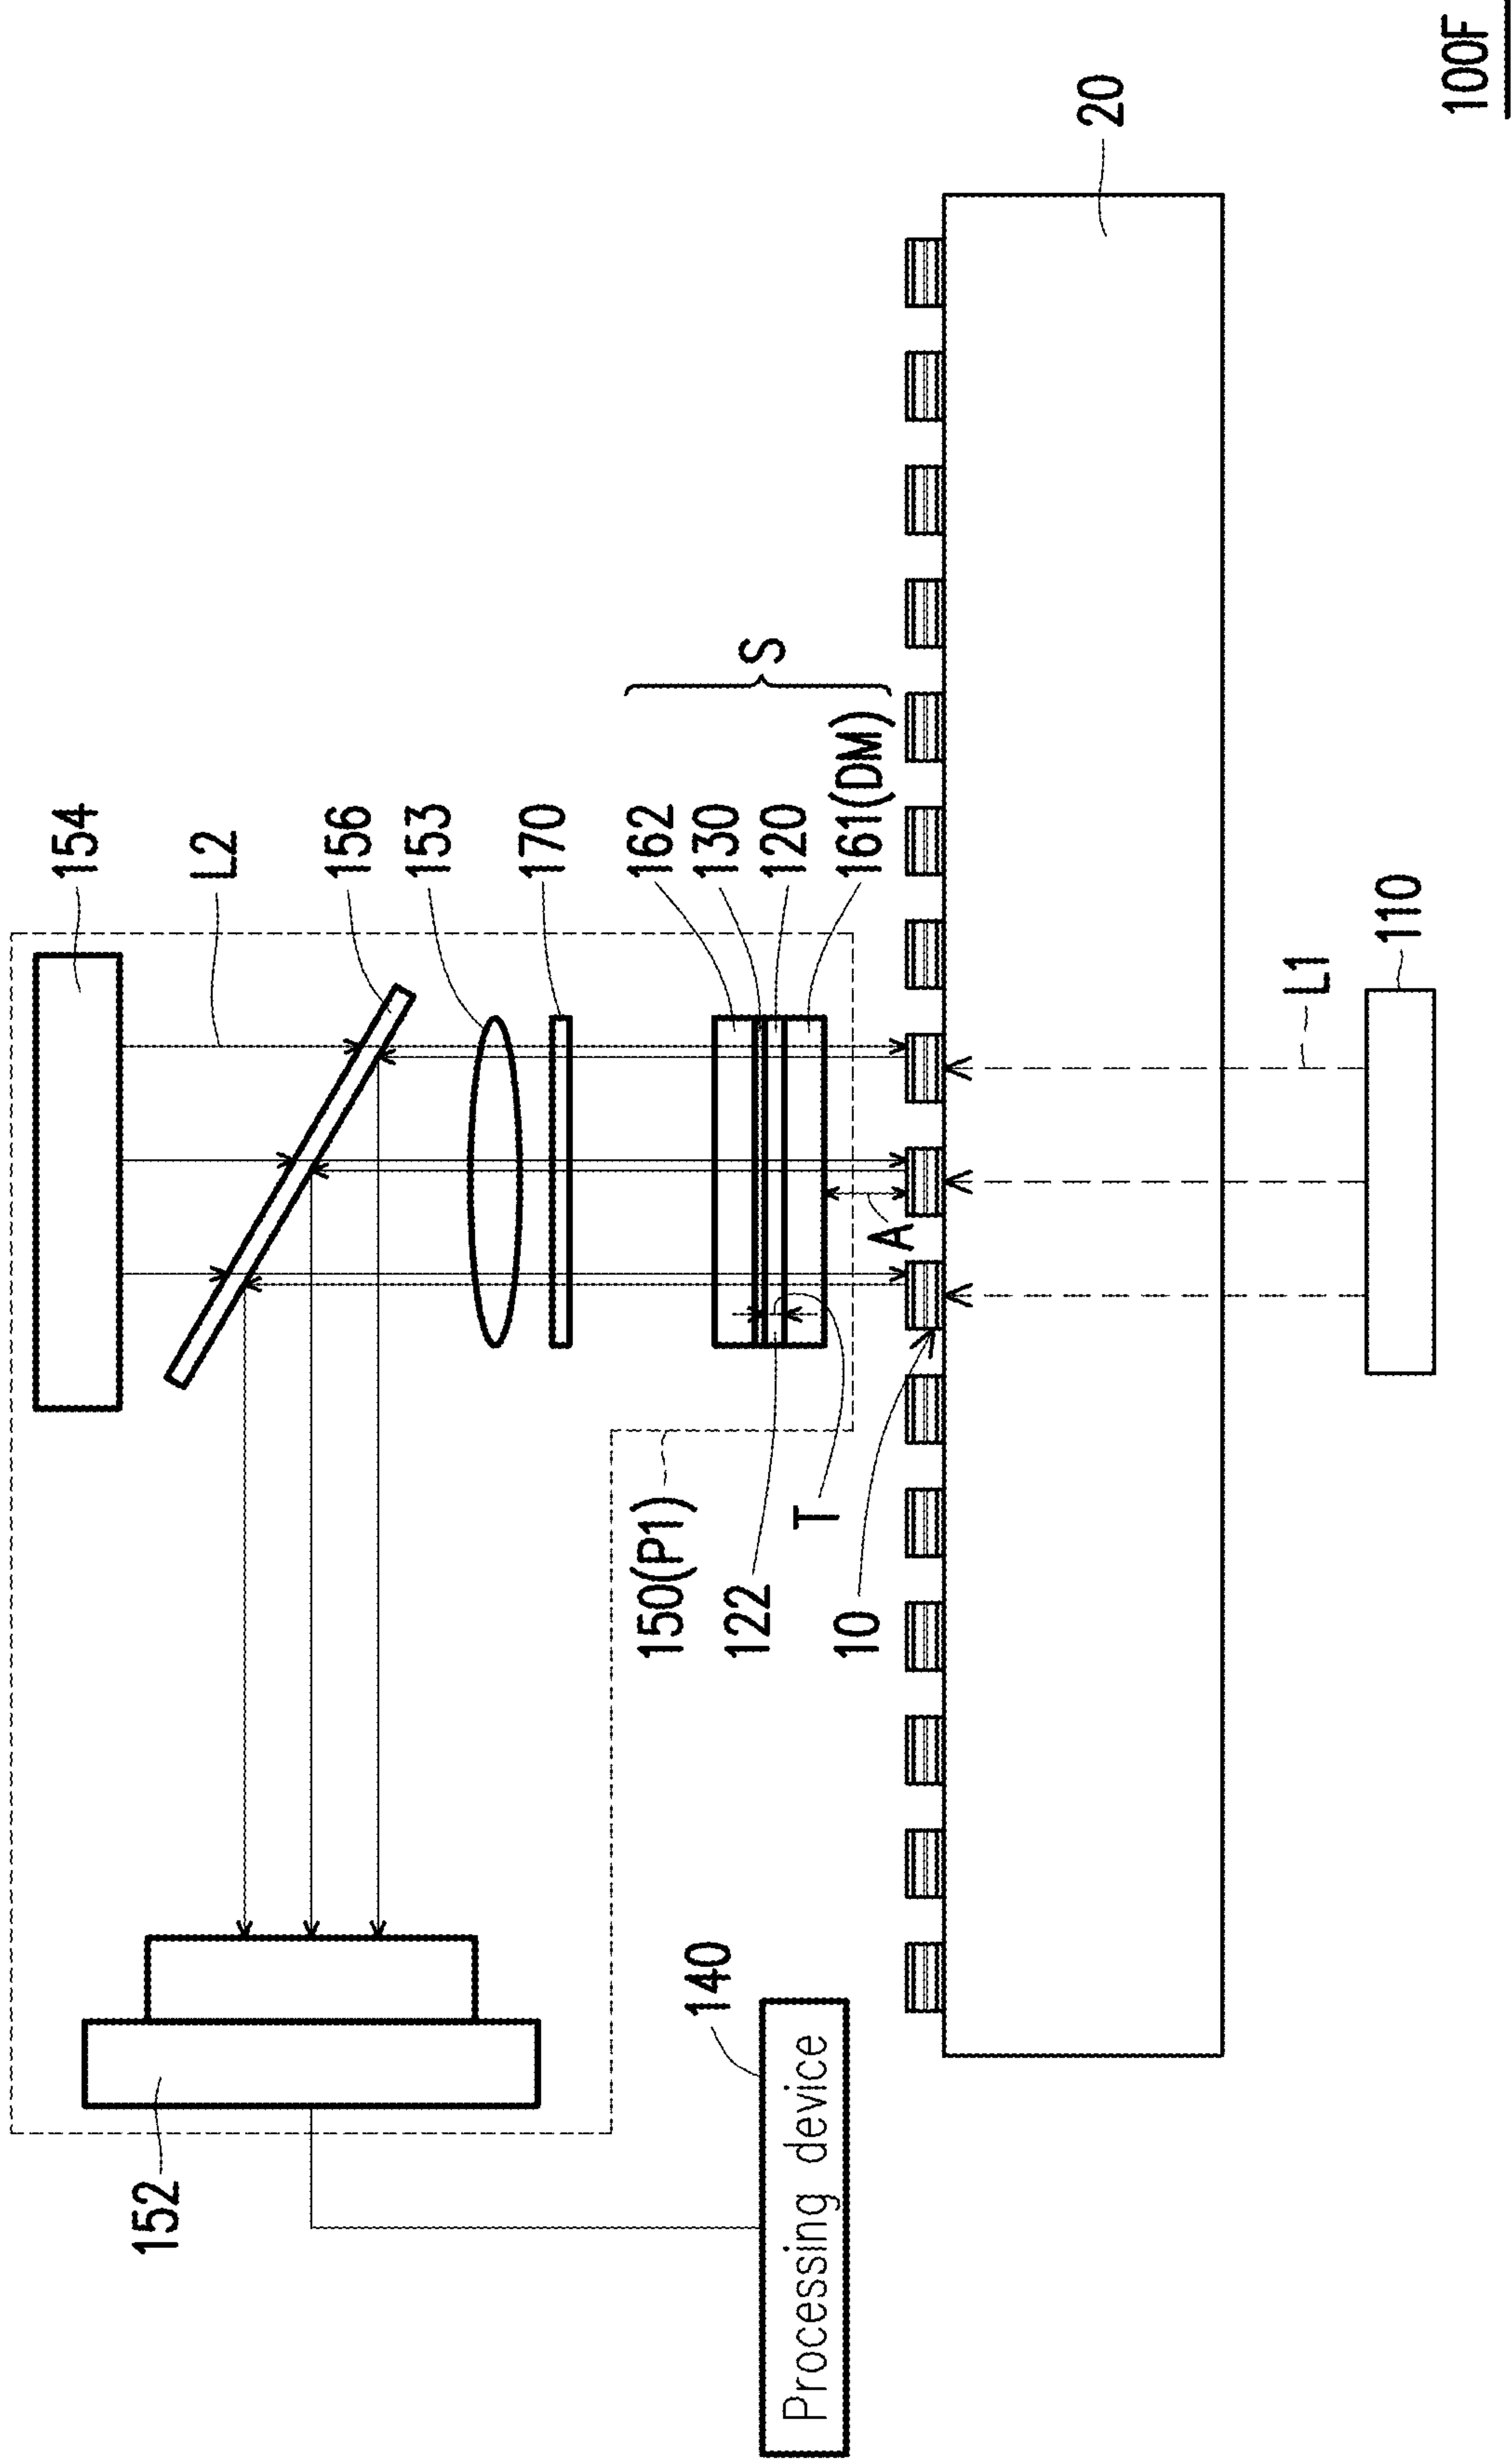 154
L2
156
153
170
162
130
120
161(DM)
S
20
152
150(P1)
122
T
A
10
140
Processing device
L1
110
100F